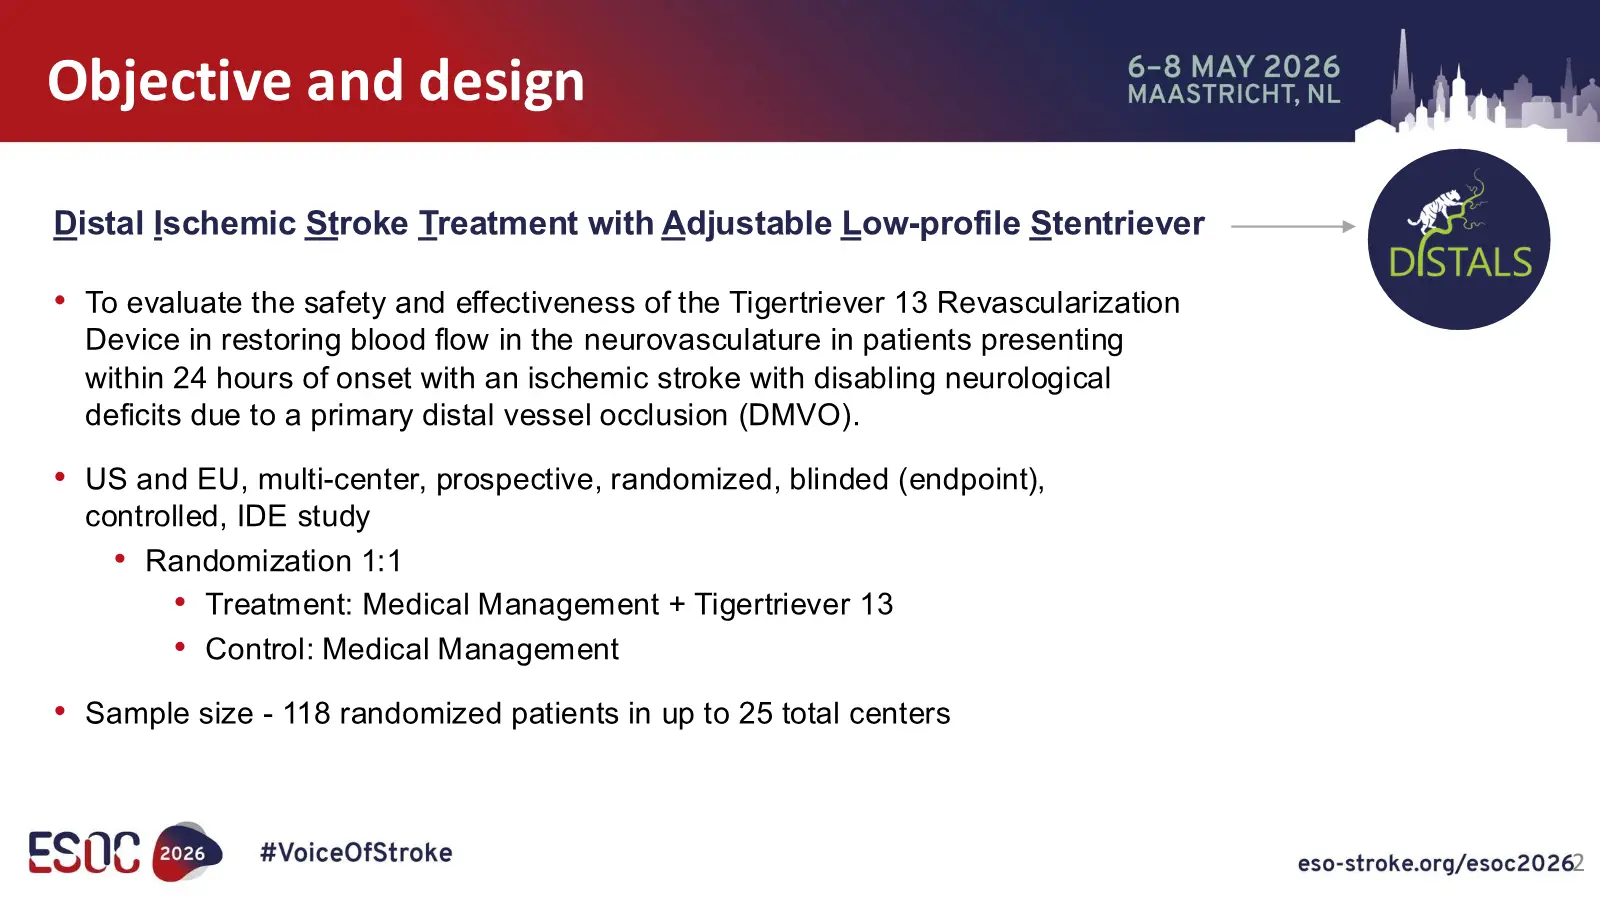 Objective and design
6–8 MAY 2026
MAASTRICHT, NL
Distal Ischemic Stroke Treatment with Adjustable Low-profile Stentriever
DISTALS
• To evaluate the safety and effectiveness of the Tigertriever 13 Revascularization
Device in restoring blood flow in the neurovasculature in patients presenting
within 24 hours of onset with an ischemic stroke with disabling neurological
deficits due to a primary distal vessel occlusion (DMVO).
• US and EU, multi-center, prospective, randomized, blinded (endpoint),
controlled, IDE study
• Randomization 1:1
• Treatment: Medical Management + Tigertriever 13
• Control: Medical Management
• Sample size - 118 randomized patients in up to 25 total centers
ESOC 2026
#VoiceOfStroke
eso-stroke.org/esoc2026
2